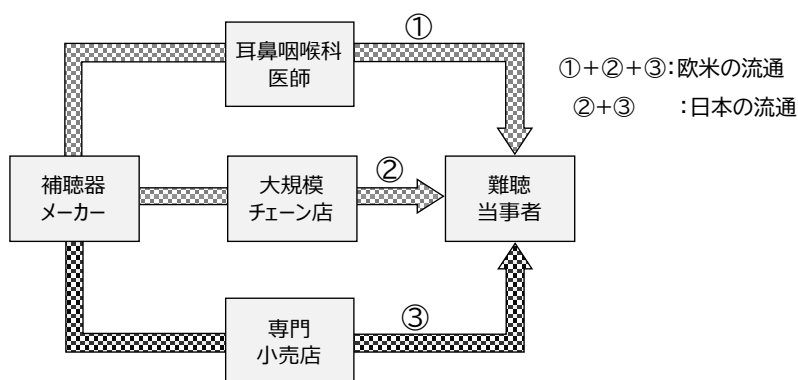 耳鼻咽喉科
医師
①
①+②+③:欧米の流通
②+③　　:日本の流通
補聴器
メーカー
大規模
チェーン店
②
難聴
当事者
専門
小売店
③